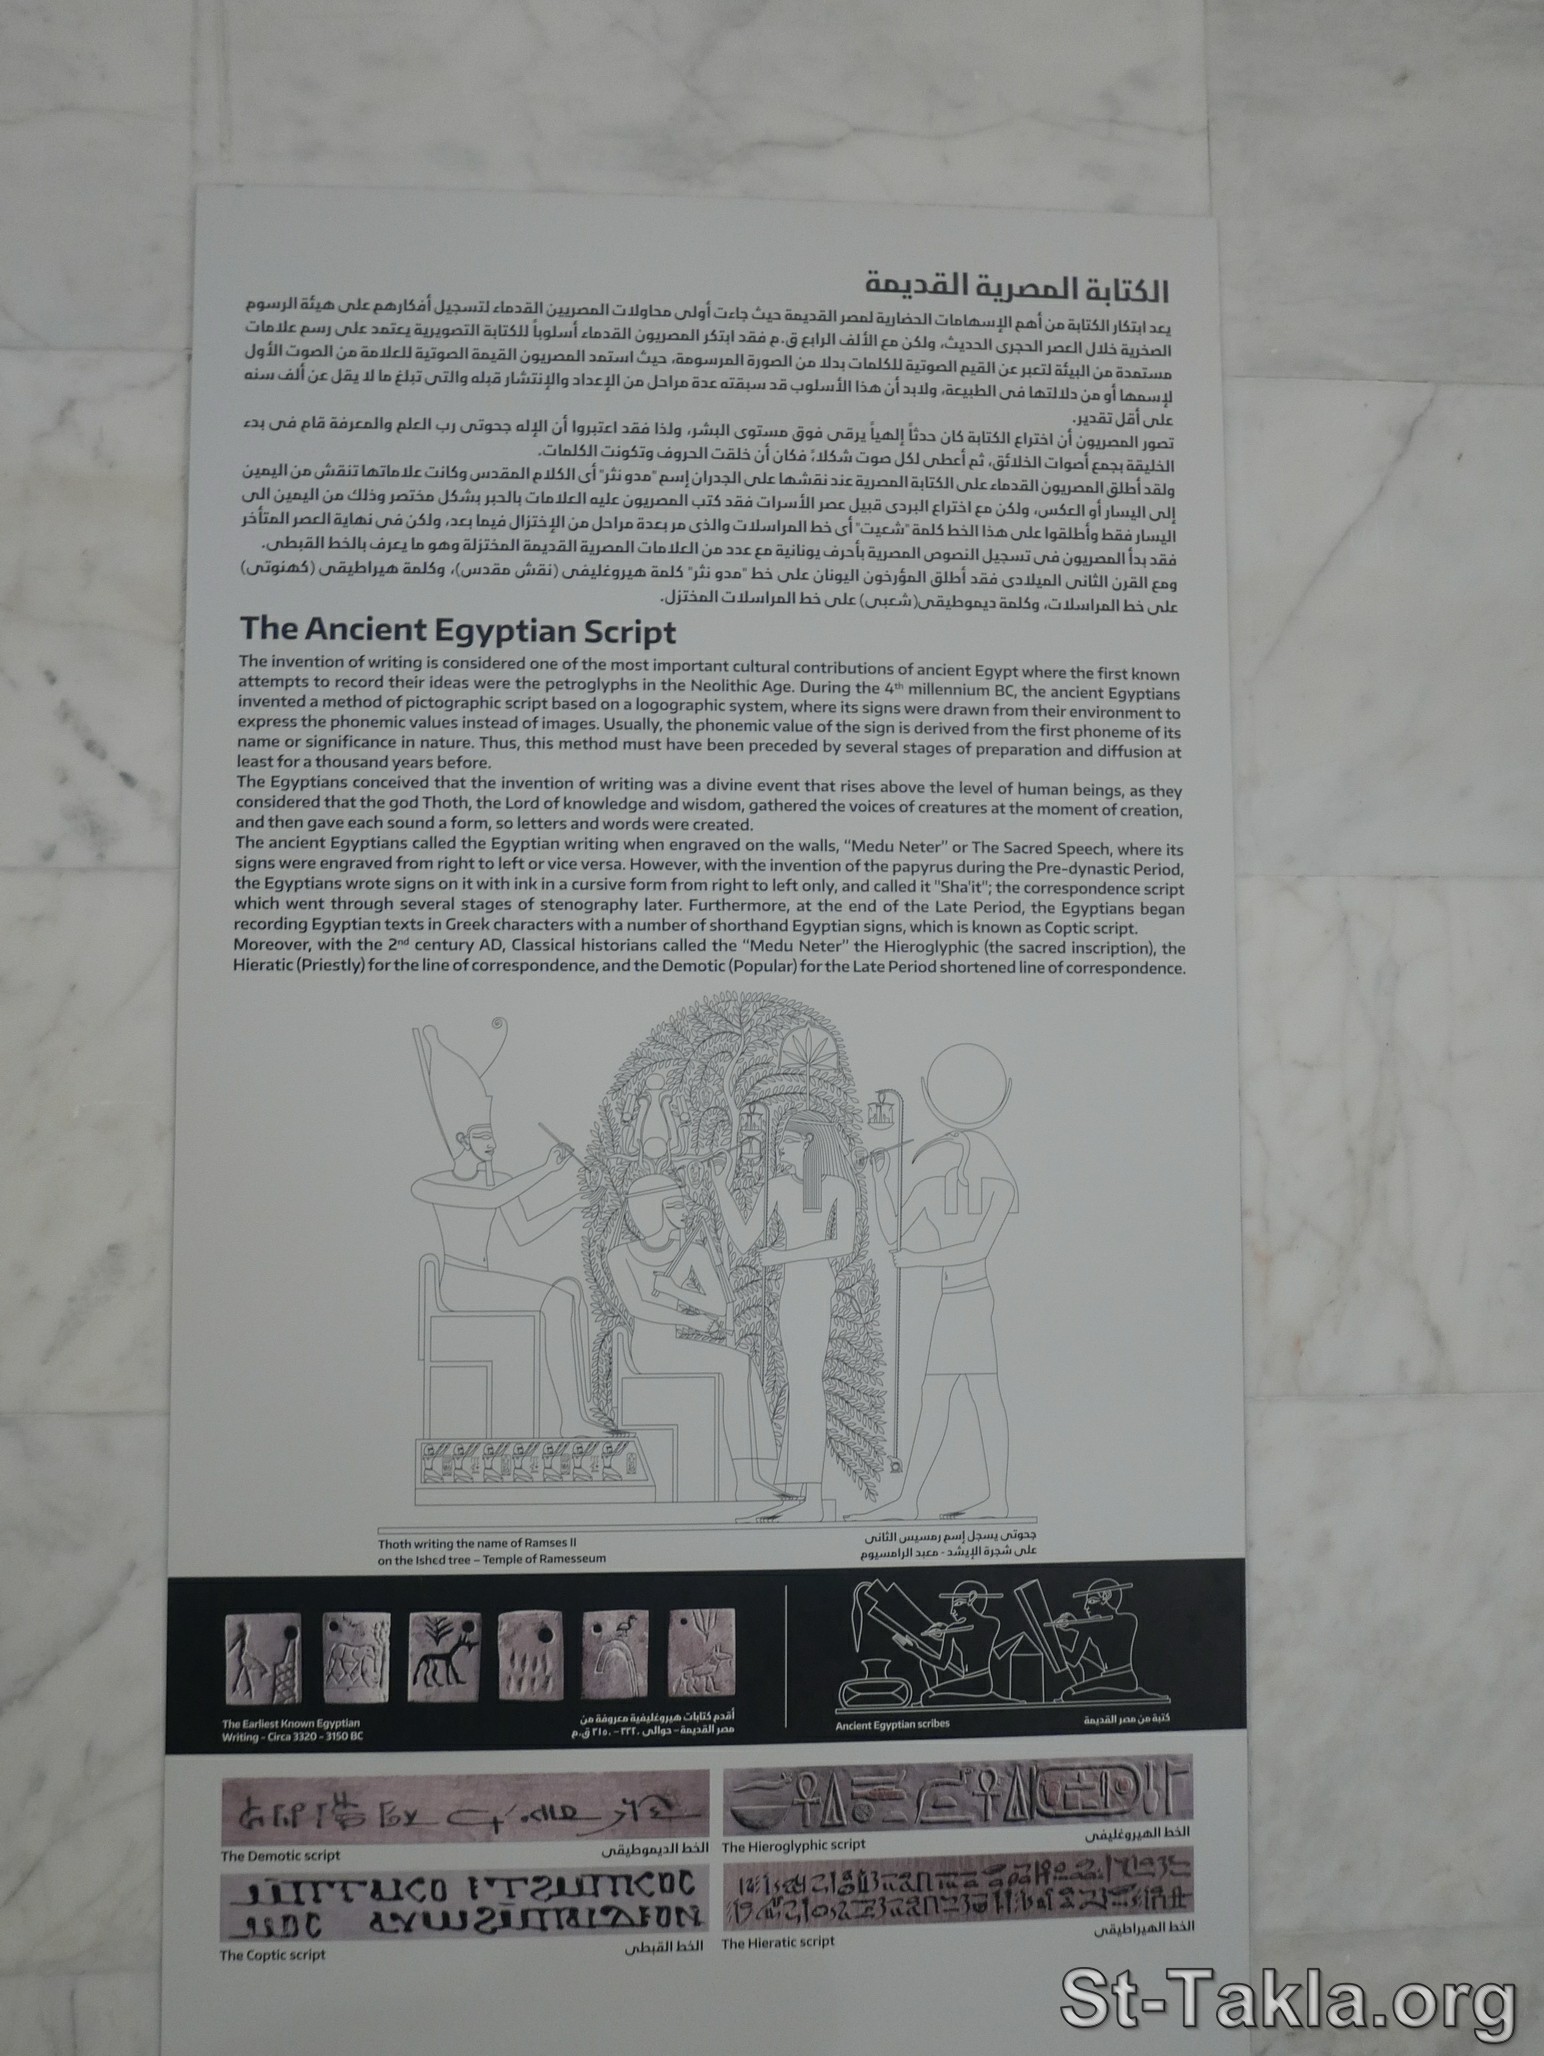 الكتابة المصرية القديمة
يعد ابتكار الكتابة من أهم الإسهامات الحضارية لمصر القديمة حيث جاءت أولى محاولات المصريين القدماء لتسجيل أفكارهم على هيئة الرسوم
الصخرية خلال العصر الحجرى الحديث، ولكن مع الألف الرابع ق.م فقد ابتكر المصريون القدماء أسلوباً للكتابة التصويرية يعتمد على رسم علامات
مستمدة من البيئة لتعبر عن القيم الصوتية للكلمات بدلا من الصورة المرسومة، حيث استمد المصريون القيمة الصوتية للعلامة من الصوت الأول
لإسمها أو من دلالتها فى الطبيعة، ولابد أن هذا الأسلوب قد سبقته عدة مراحل من الإعداد والإنتشار قبله والتى تبلغ ما لا يقل عن ألف سنه
على أقل تقدير.
تصور المصريون أن اختراع الكتابة كان حدثاً إلهياً يرقى فوق مستوى البشر، ولذا فقد اعتبروا أن الإله جحوتى رب العلم والمعرفة قام فى بدء
الخليقة بجمع أصوات الخلائق، ثم أعطى لكل صوت شكلا؛ فكان أن خلقت الحروف وتكونت الكلمات.
ولقد أطلق المصريون القدماء على الكتابة المصرية عند نقشها على الجدران إسم "مدو نثر" أى الكلام المقدس وكانت علاماتها تنقش من اليمين
إلى اليسار أو العكس، ولكن مع اختراع البردى قبيل عصر الأسرات فقد كتب المصريون عليه العلامات بالحبر بشكل مختصر وذلك من اليمين الى
اليسار فقط وأطلقوا على هذا الخط كلمة "شعيت" أى خط المراسلات والذى مر بعدة مراحل من الإختزال فيما بعد، ولكن فى نهاية العصر المتأخر
فقد بدأ المصريون فى تسجيل النصوص المصرية بأحرف يونانية مع عدد من العلامات المصرية القديمة المختزلة وهو ما يعرف بالخط القبطى.
ومع القرن الثانى الميلادى فقد أطلق المؤرخون اليونان على خط "مدو نثر" كلمة هيروغليفى (نقش مقدس)، وكلمة هيراطيقى (كهنوتى)
على خط المراسلات، وكلمة ديموطيقى(شعبى) على خط المراسلات المختزل.
The Ancient Egyptian Script
The invention of writing is considered one of the most important cultural contributions of ancient Egypt where the first known
attempts to record their ideas were the petroglyphs in the Neolithic Age. During the 4th millennium BC, the ancient Egyptians
invented a method of pictographic script based on a logographic system, where its signs were drawn from their environment to
express the phonemic values instead of images. Usually, the phonemic value of the sign is derived from the first phoneme of its
name or significance in nature. Thus, this method must have been preceded by several stages of preparation and diffusion at
least for a thousand years before.
The Egyptians conceived that the invention of writing was a divine event that rises above the level of human beings, as they
considered that the god Thoth, the Lord of knowledge and wisdom, gathered the voices of creatures at the moment of creation,
and then gave each sound a form, so letters and words were created.
The ancient Egyptians called the Egyptian writing when engraved on the walls, "Medu Neter" or The Sacred Speech, where its
signs were engraved from right to left or vice versa. However, with the invention of the papyrus during the Pre-dynastic Period,
the Egyptians wrote signs on it with ink in a cursive form from right to left only, and called it "Sha'it"; the correspondence script
which went through several stages of stenography later. Furthermore, at the end of the Late Period, the Egyptians began
recording Egyptian texts in Greek characters with a number of shorthand Egyptian signs, which is known as Coptic script.
Moreover, with the 2nd century AD, Classical historians called the "Medu Neter" the Hieroglyphic (the sacred inscription), the
Hieratic (Priestly) for the line of correspondence, and the Demotic (Popular) for the Late Period shortened line of correspondence.
Thoth writing the name of Ramses II
on the Ished tree – Temple of Ramesseum
جحوتى يسجل إسم رمسيس الثانى
على شجرة الإيشد - معبد الرامسيوم
The Earliest Known Egyptian
Writing – Circa 3320 – 3150 BC
أقدم كتابات هيروغليفية معروفة من
مصر القديمة – حوالى ٣٣٢٠ – ٣١٥٠ ق.م
Ancient Egyptian scribes
كتبة من مصر القديمة
The Demotic script
الخط الديموطيقى
The Hieroglyphic script
الخط الهيروغليفى
The Coptic script
الخط القبطى
The Hieratic script
الخط الهيراطيقى
St-Takla.org